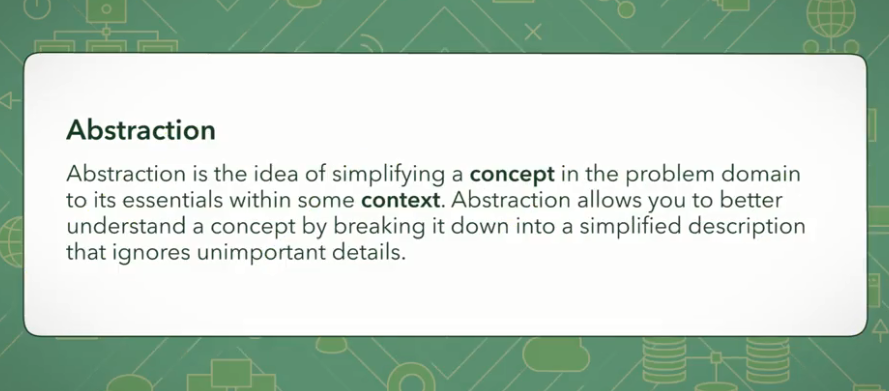 Abstraction
Abstraction is the idea of simplifying a concept in the problem domain
to its essentials within some context. Abstraction allows you to better
understand a concept by breaking it down into a simplified description
that ignores unimportant details.